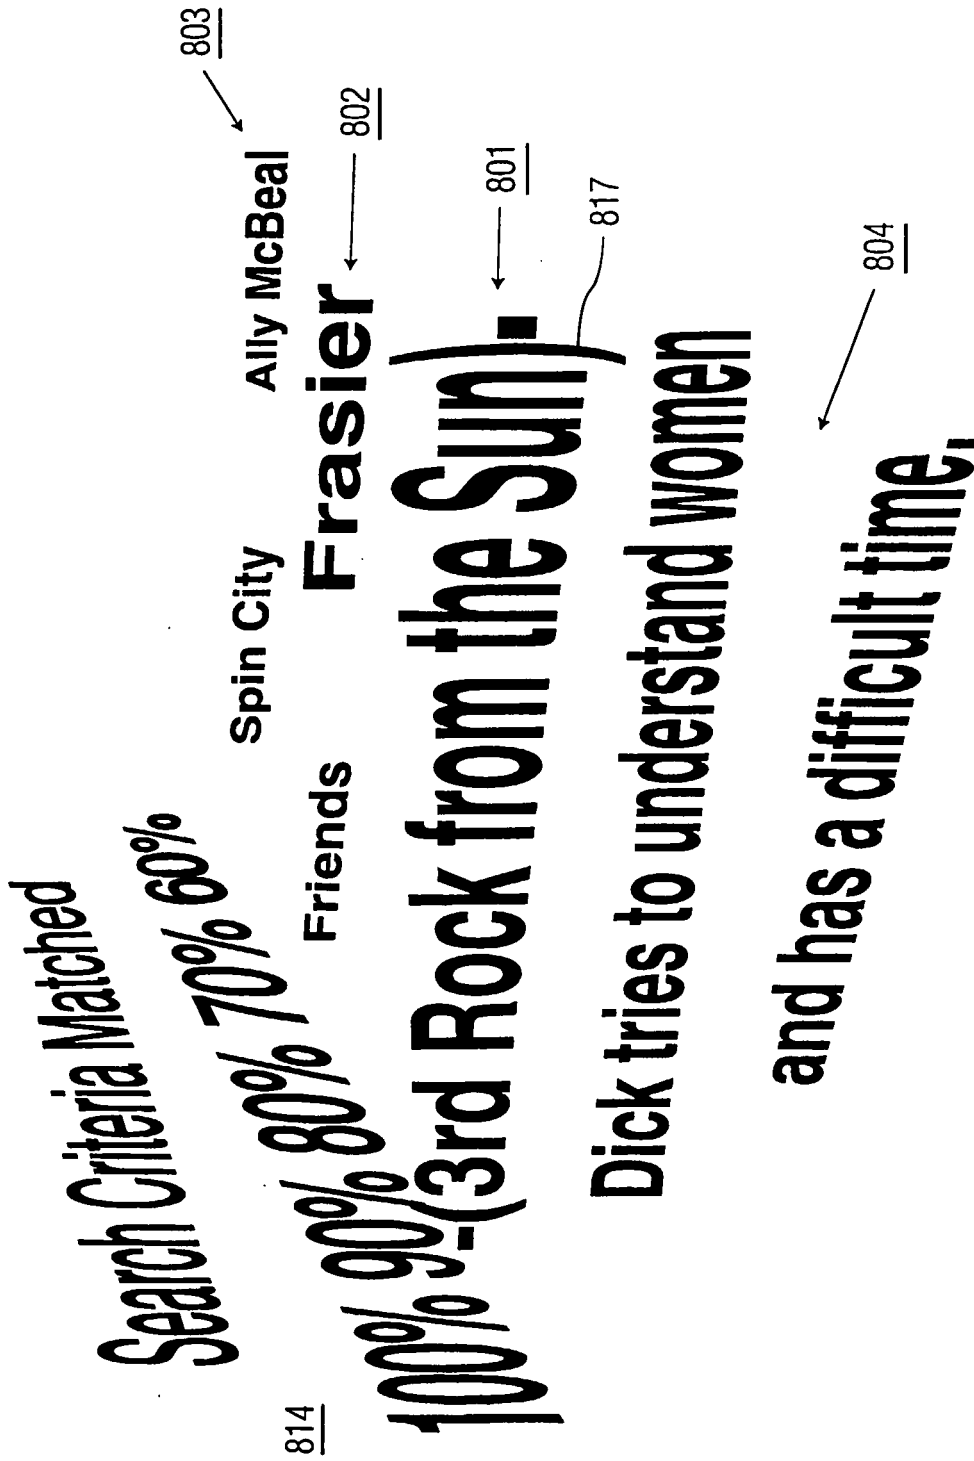 803
Ally McBeal
802
Search Criteria Matched
Spin City
Frasier
801
Friends
817
814
100% 90% 80% 70% 60%
(3rd Rock from the Sun)
Dick tries to understand women
804
and has a difficult time,